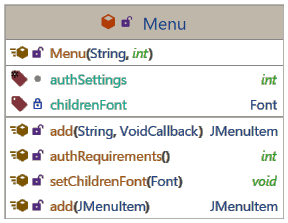 Menu
Menu(String, int)
authSettings int
childrenFont Font
add(String, VoidCallback) JMenuItem
authRequirements() int
setChildrenFont(Font) void
add(JMenuItem) JMenuItem